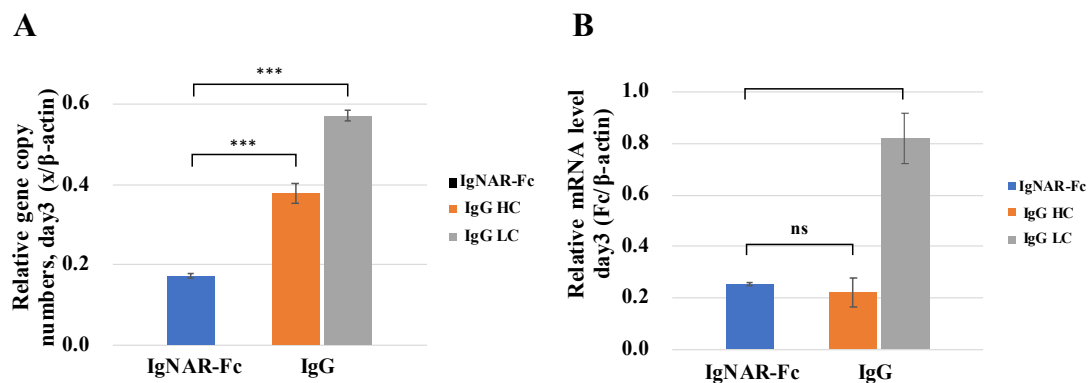 A
Relative gene copy
numbers, day3 (x/β-actin)
0.6
0.4
0.2
0.0
***
***
IgNAR-Fc
IgG
IgNAR-Fc
IgG HC
IgG LC
B
Relative mRNA level
day3 (Fc/β-actin)
1.0
0.8
0.6
0.4
0.2
0.0
ns
IgNAR-Fc
IgG
IgNAR-Fc
IgG HC
IgG LC